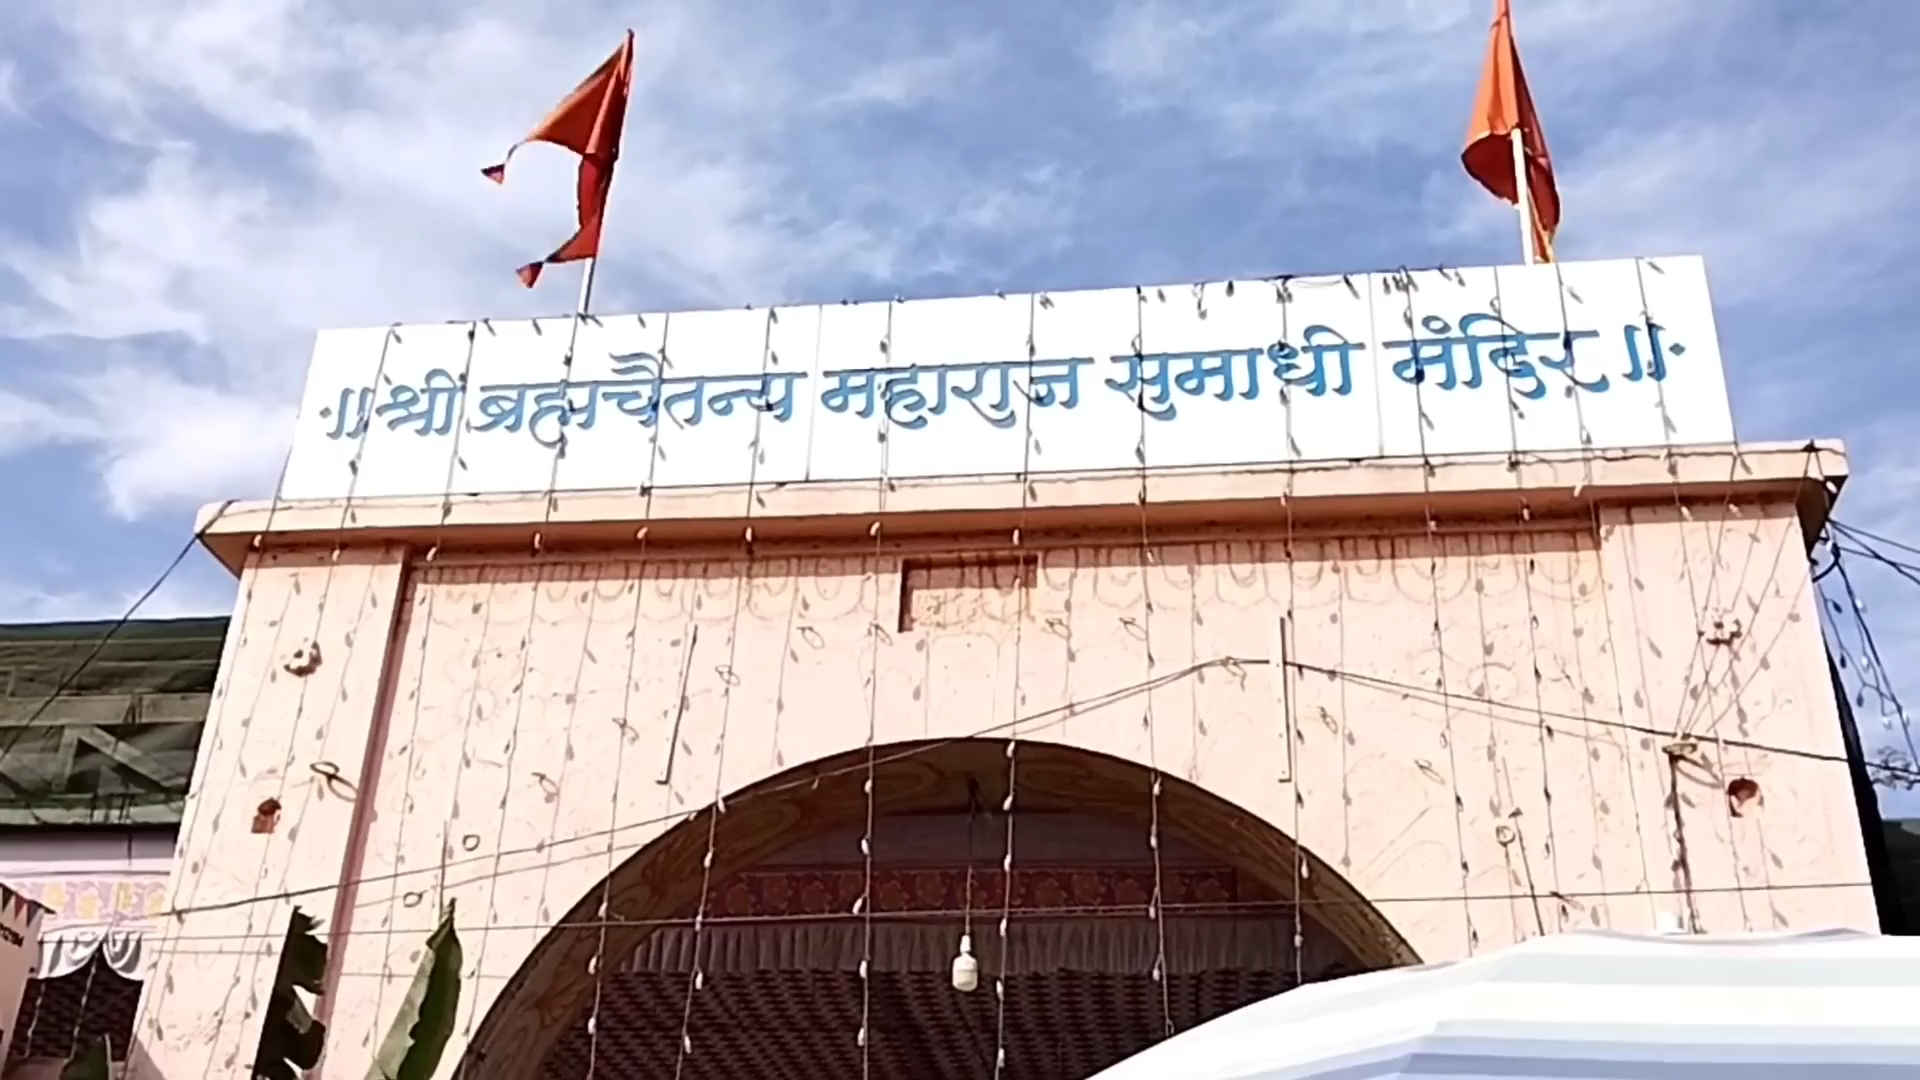 ॥ श्री ब्रह्मचैतन्य महाराज समाधी मंदिर ॥